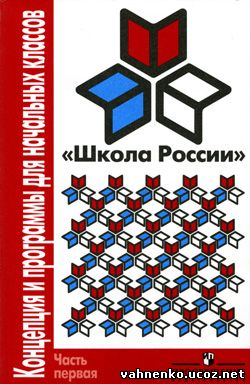 Концепция и программы для начальных классов
«Школа России»
Часть
первая
vahnenko.ucoz.net